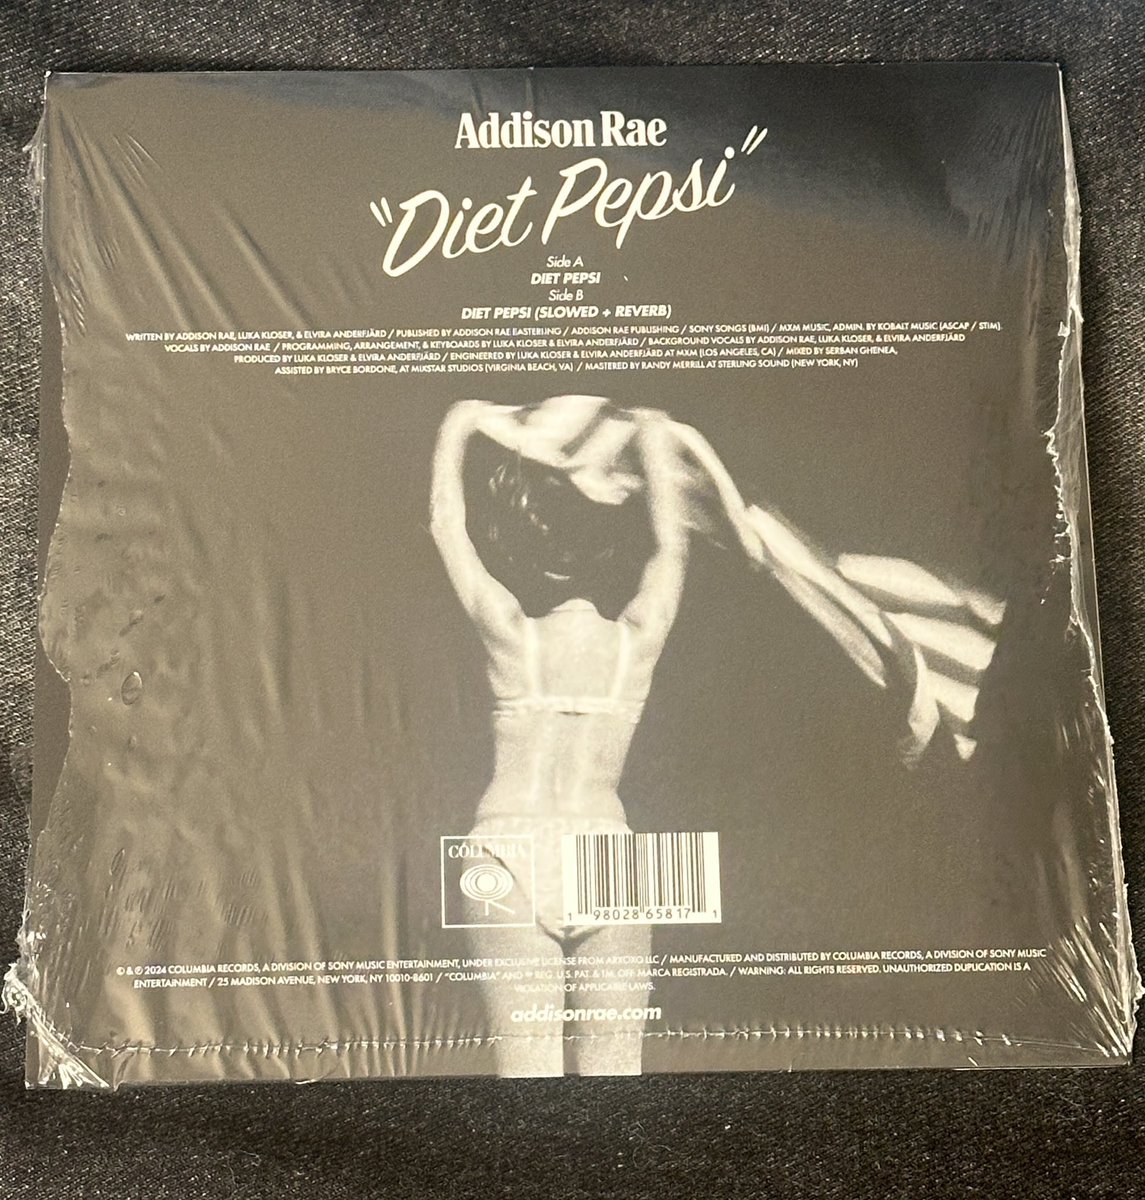 Addison Rae
"Diet Pepsi"
Side A
DIET PEPSI
Side B
DIET PEPSI (SLOWED + REVERB)
WRITTEN BY ADDISON RAE, LUKA KLOSER, & ELVIRA ANDERFJÄRD / PUBLISHED BY ADDISON RAE EASTERLING / ADDISON RAE PUBLISHING / SONY SONGS (BMI) / MXM MUSIC, ADMIN. BY KOBALT MUSIC (ASCAP / STIM).
VOCALS BY ADDISON RAE / PROGRAMMING, ARRANGEMENT, & KEYBOARDS BY LUKA KLOSER & ELVIRA ANDERFJÄRD / BACKGROUND VOCALS BY ADDISON RAE, LUKA KLOSER, & ELVIRA ANDERFJÄRD
PRODUCED BY LUKA KLOSER & ELVIRA ANDERFJÄRD / ENGINEERED BY LUKA KLOSER & ELVIRA ANDERFJÄRD AT MXM (LOS ANGELES, CA) / MIXED BY SERBAN GHENEA,
ASSISTED BY BRYCE BORDONE, AT MIXSTAR STUDIOS (VIRGINIA BEACH, VA) / MASTERED BY RANDY MERRILL AT STERLING SOUND (NEW YORK, NY)
COLUMBIA
1 98028 65817 1
© & ℗ 2024 COLUMBIA RECORDS, A DIVISION OF SONY MUSIC ENTERTAINMENT, UNDER EXCLUSIVE LICENSE FROM ARXOXO LLC / MANUFACTURED AND DISTRIBUTED BY COLUMBIA RECORDS, A DIVISION OF SONY MUSIC
ENTERTAINMENT / 25 MADISON AVENUE, NEW YORK, NY 10010-8601 / "COLUMBIA" AND REG. U.S. PAT. & TM. OFF. MARCA REGISTRADA. / WARNING: ALL RIGHTS RESERVED. UNAUTHORIZED DUPLICATION IS A
VIOLATION OF APPLICABLE LAWS.
addisonrae.com